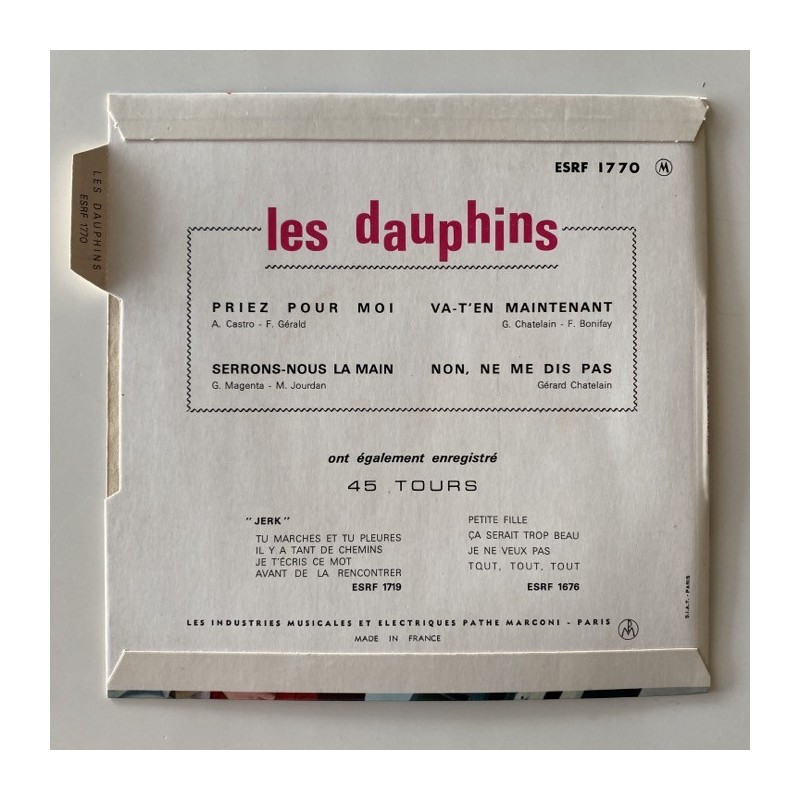 ESRF 1770 M
LES DAUPHINS
ESRF 1770
les dauphins
PRIEZ POUR MOI
A. Castro - F. Gérald
VA-T'EN MAINTENANT
G. Chatelain - F. Bonifay
SERRONS-NOUS LA MAIN
G. Magenta - M. Jourdan
NON, NE ME DIS PAS
Gérard Chatelain
ont également enregistré
45 TOURS
"JERK"
TU MARCHES ET TU PLEURES
IL Y A TANT DE CHEMINS
JE T'ÉCRIS CE MOT
AVANT DE LA RENCONTRER
ESRF 1719
PETITE FILLE
ÇA SERAIT TROP BEAU
JE NE VEUX PAS
TOUT, TOUT, TOUT
ESRF 1676
LES INDUSTRIES MUSICALES ET ELECTRIQUES PATHE MARCONI - PARIS
MADE IN FRANCE
S.I.A.T. - PARIS